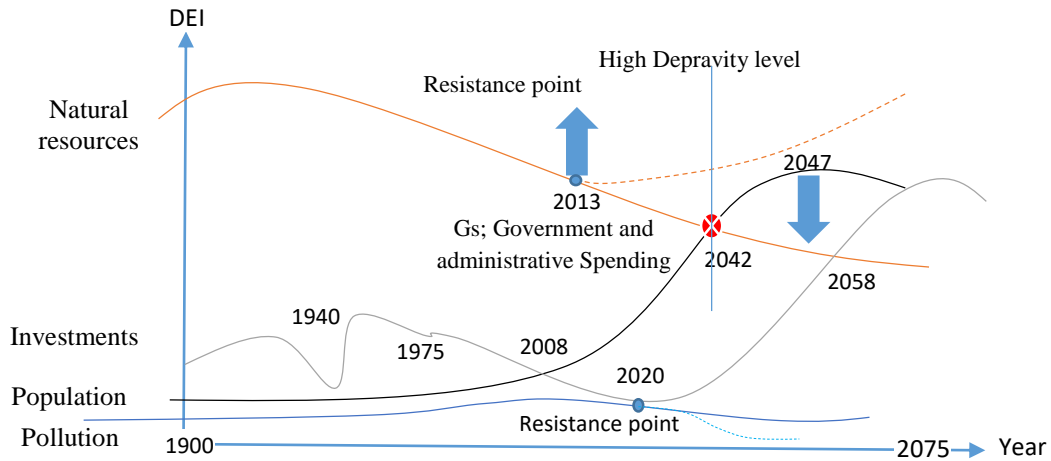 DEI
High Depravity level
Resistance point
Natural
resources
2047
2013
Gs; Government and
administrative Spending
2042
2058
1940
Investments
1975
2008
2020
Population
Resistance point
Pollution
1900
2075
Year